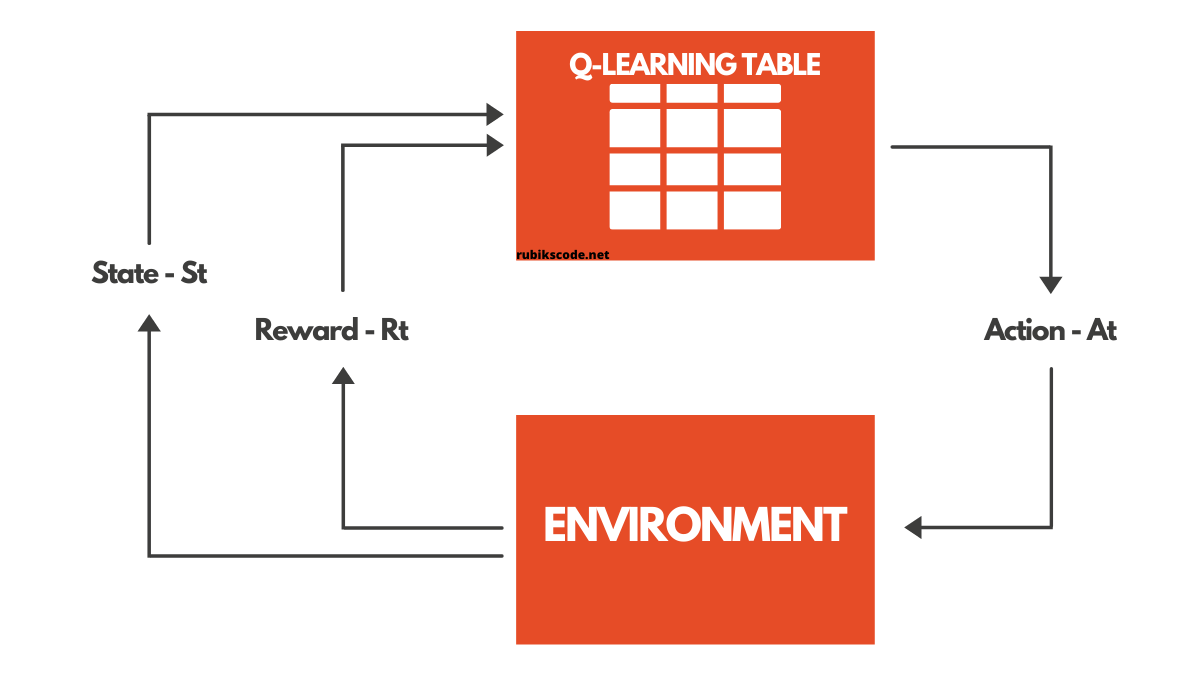 Q-LEARNING TABLE
rubikscode.net
State - St
Reward - Rt
Action - At
ENVIRONMENT